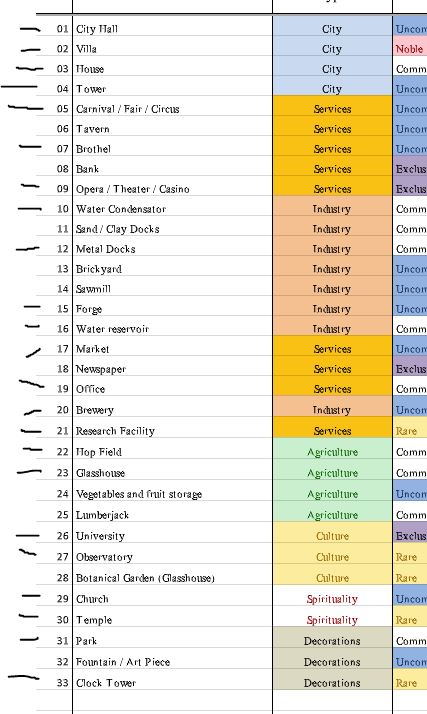 01 City Hall City Uncom
02 Villa City Noble
03 House City Comm
04 Tower City Uncom
05 Carnival / Fair / Circus Services Uncom
06 Tavern Services Uncom
07 Brothel Services Uncom
08 Bank Services Exclus
09 Opera / Theater / Casino Services Exclus
10 Water Condensator Industry Comm
11 Sand / Clay Docks Industry Comm
12 Metal Docks Industry Comm
13 Brickyard Industry Uncom
14 Sawmill Industry Uncom
15 Forge Industry Uncom
16 Water reservoir Industry Comm
17 Market Services Uncom
18 Newspaper Services Exclus
19 Office Services Comm
20 Brewery Industry Uncom
21 Research Facility Services Rare
22 Hop Field Agriculture Comm
23 Glasshouse Agriculture Comm
24 Vegetables and fruit storage Agriculture Uncom
25 Lumberjack Agriculture Comm
26 University Culture Exclus
27 Observatory Culture Rare
28 Botanical Garden (Glasshouse) Culture Rare
29 Church Spirituality Uncom
30 Temple Spirituality Rare
31 Park Decorations Comm
32 Fountain / Art Piece Decorations Uncom
33 Clock Tower Decorations Rare